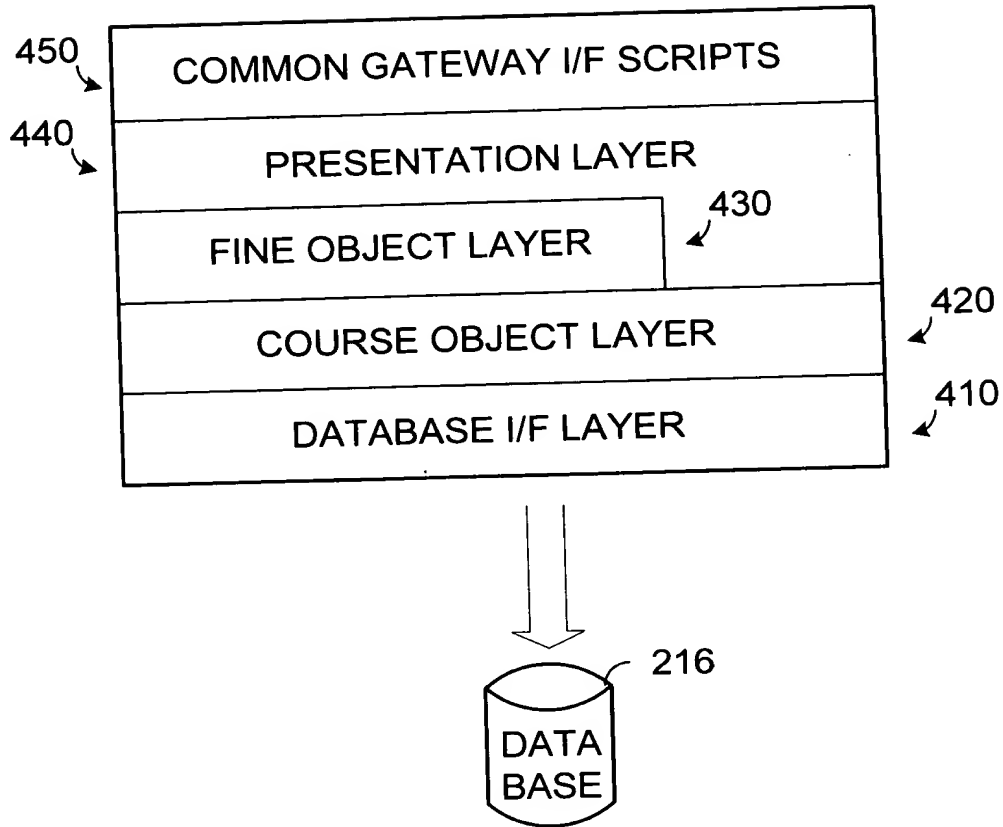 450
COMMON GATEWAY I/F SCRIPTS
440
PRESENTATION LAYER
430
FINE OBJECT LAYER
420
COURSE OBJECT LAYER
410
DATABASE I/F LAYER
216
DATA
BASE